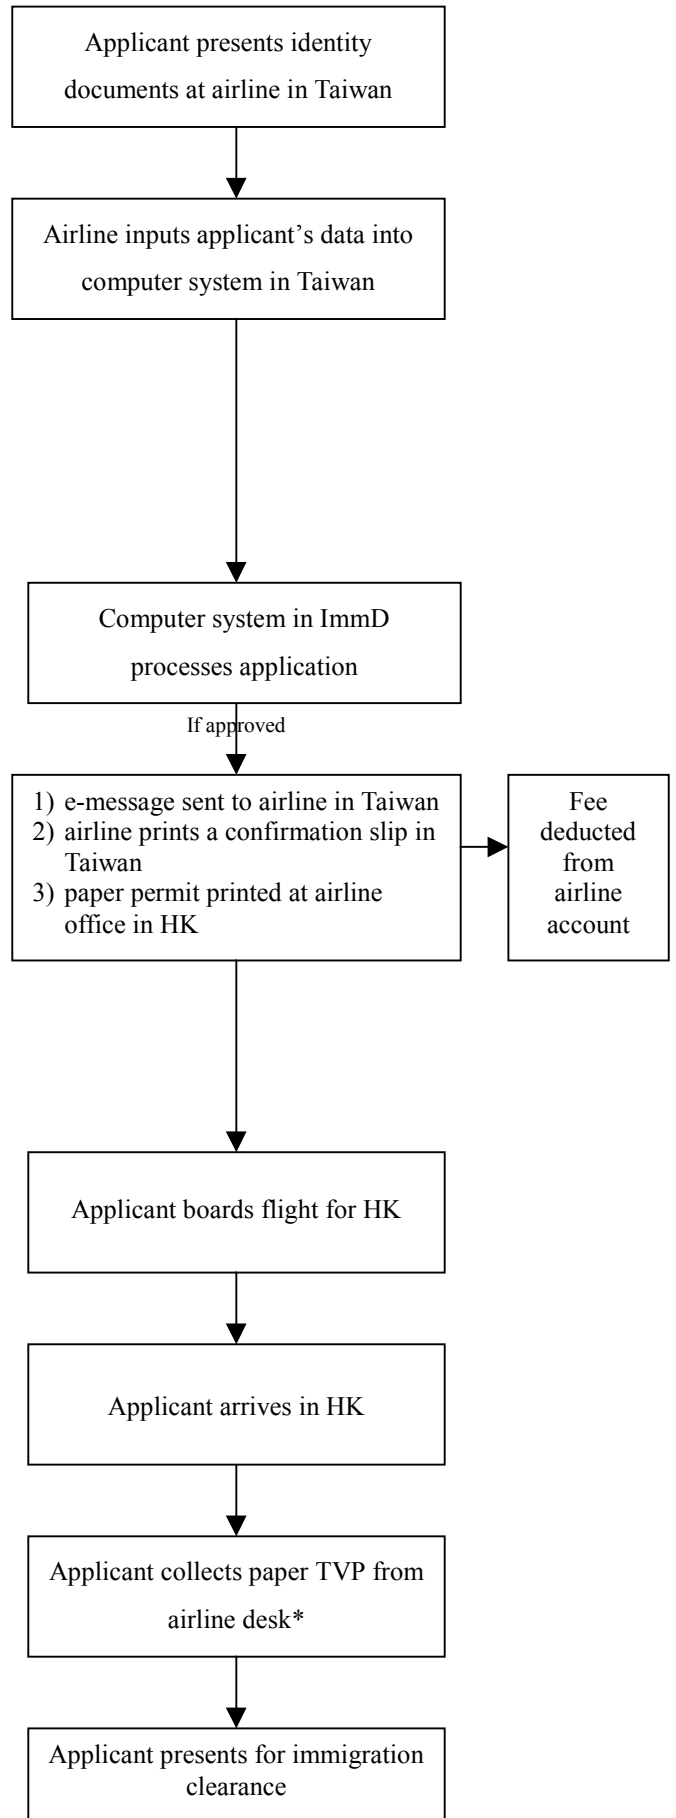 Applicant presents identity
documents at airline in Taiwan
Airline inputs applicant’s data into
computer system in Taiwan
Computer system in ImmD
processes application
If approved
1) e-message sent to airline in Taiwan
2) airline prints a confirmation slip in
Taiwan
3) paper permit printed at airline
office in HK
Fee
deducted
from
airline
account
Applicant boards flight for HK
Applicant arrives in HK
Applicant collects paper TVP from
airline desk*
Applicant presents for immigration
clearance